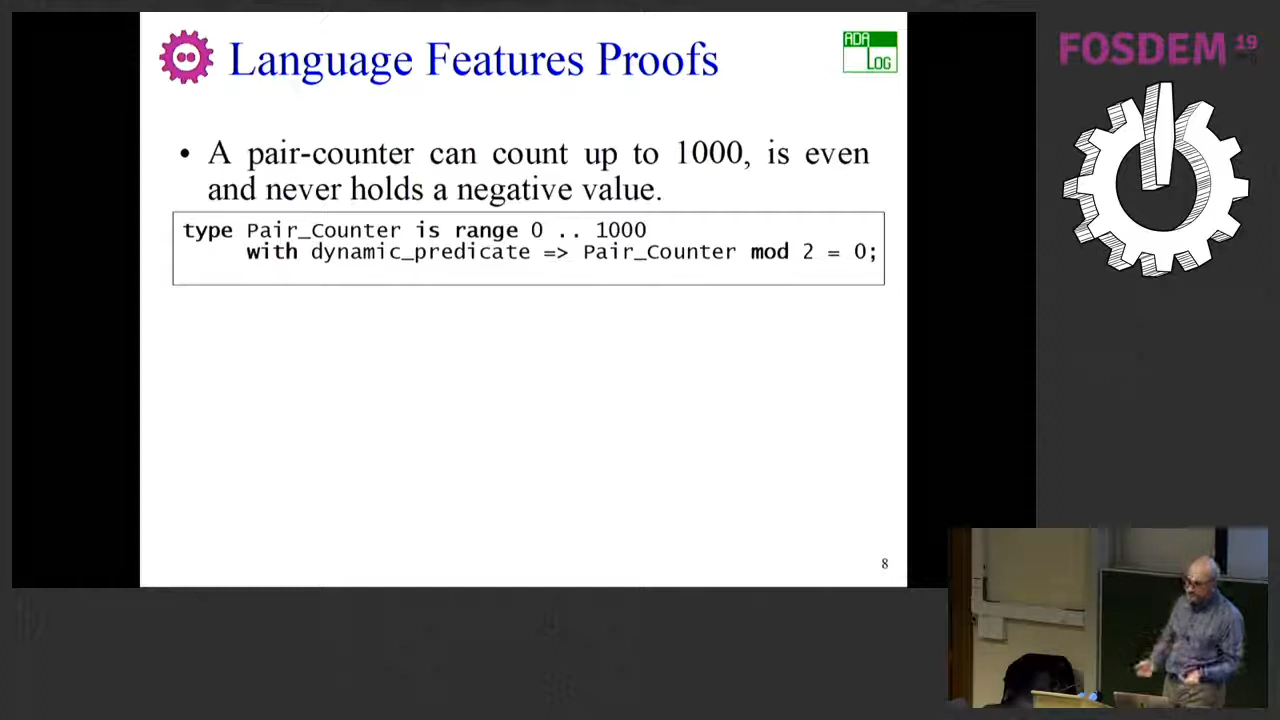 Language Features Proofs
ADA
LOG
FOSDEM 19
• A pair-counter can count up to 1000, is even
and never holds a negative value.
type Pair_Counter is range 0 .. 1000
with dynamic_predicate => Pair_Counter mod 2 = 0;
8